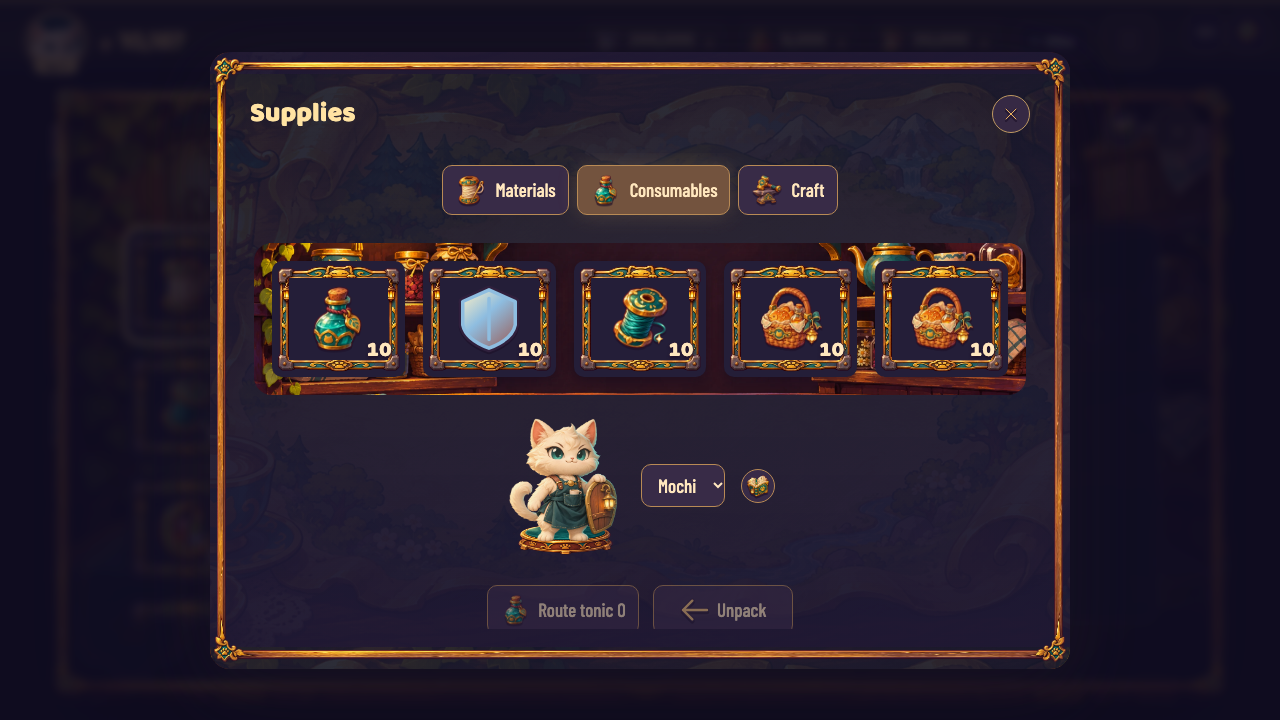 Supplies
Materials
Consumables
Craft
10
10
10
10
10
Mochi
Route tonic 0
Unpack